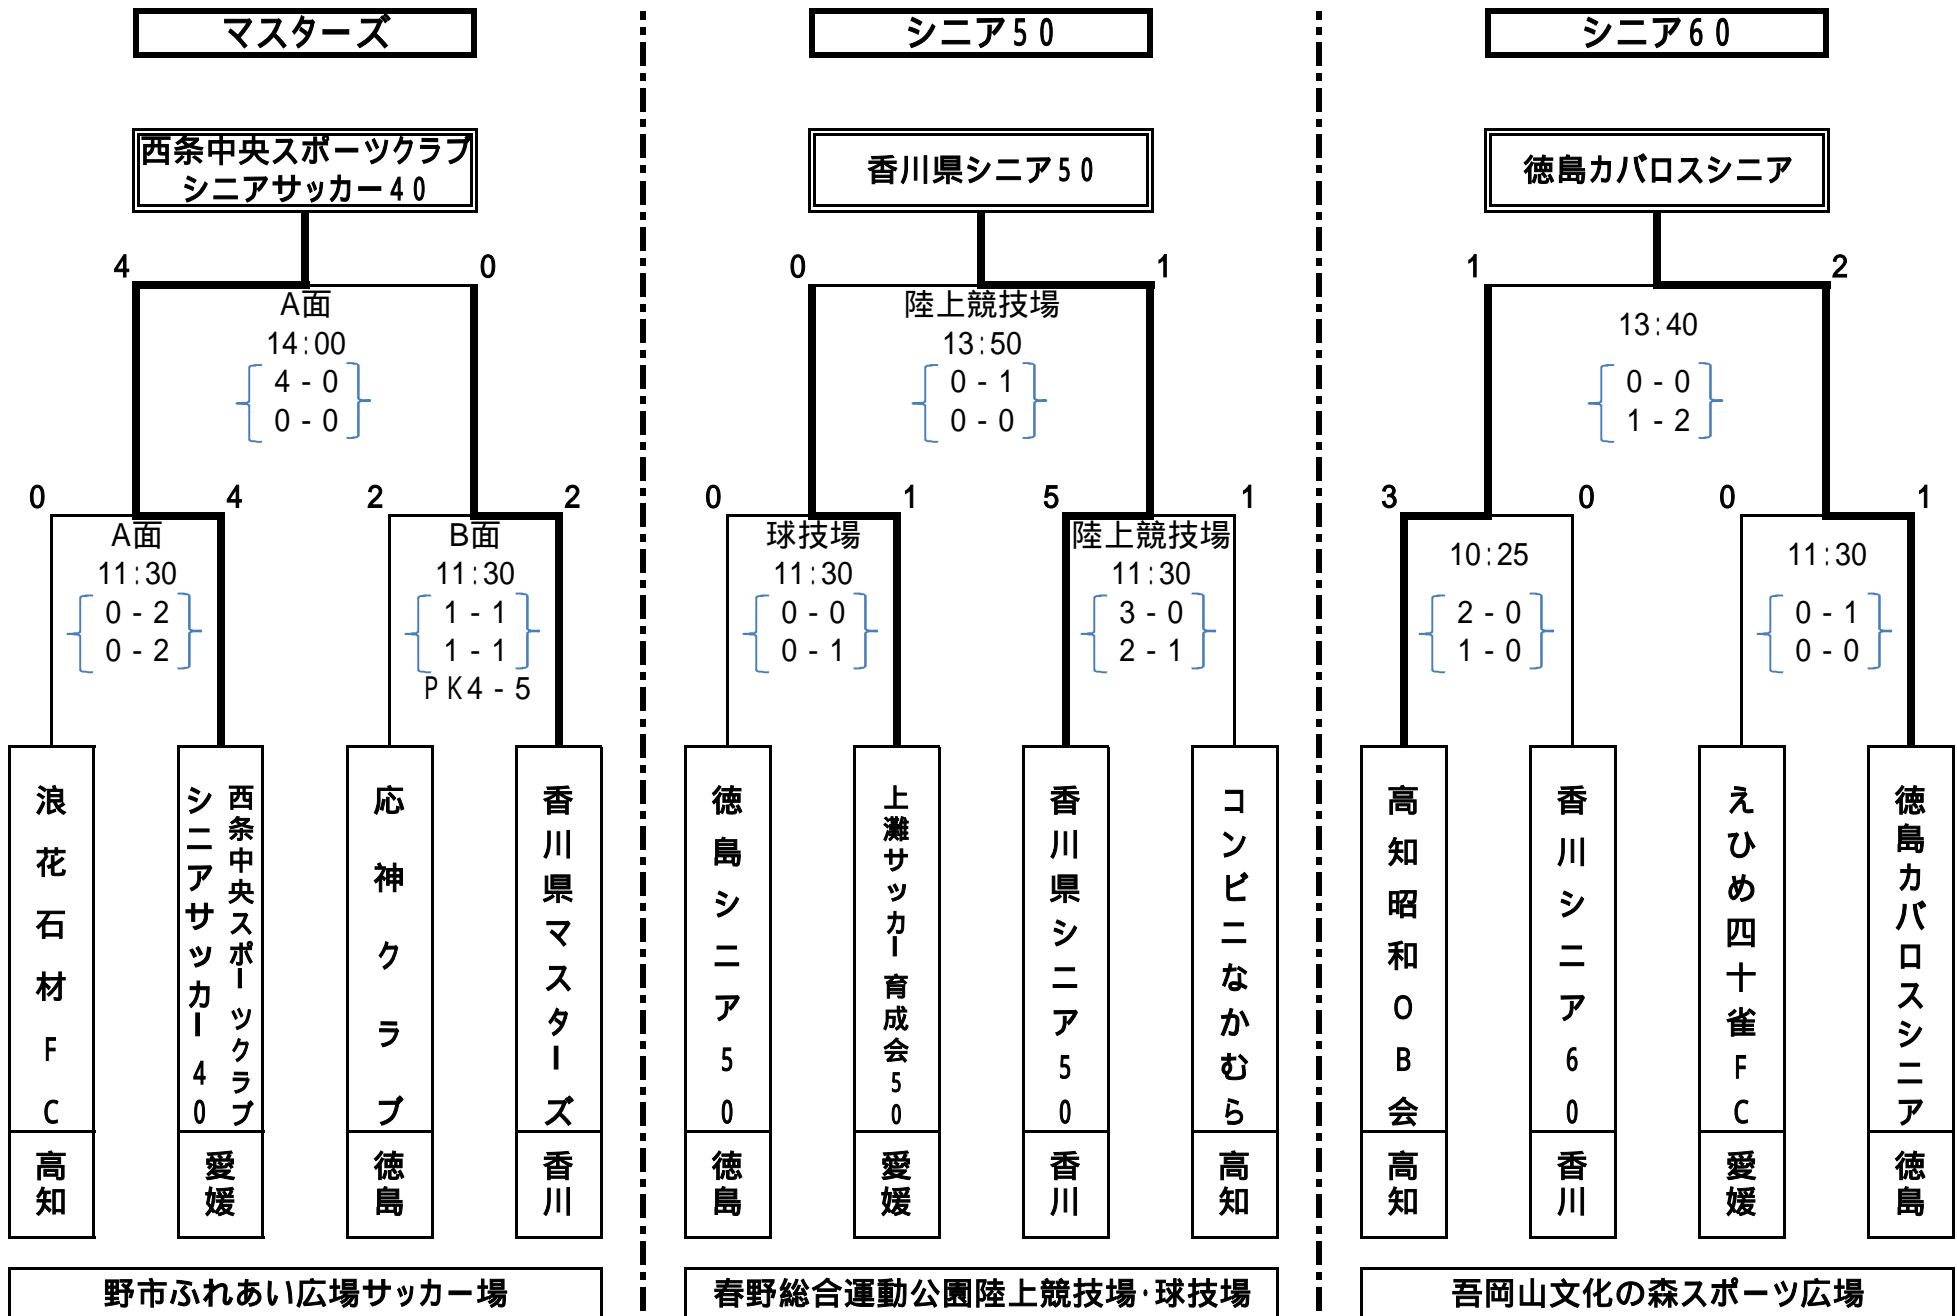 マスターズ
西条中央スポーツクラブ
シニアサッカー40
4
0
A面
14:00
4 - 0
0 - 0
0
4
A面
11:30
0 - 2
0 - 2
2
2
B面
11:30
1 - 1
1 - 1
PK4 - 5
浪花石材FC
高知
西条中央スポーツクラブ
シニアサッカー40
愛媛
応神クラブ
徳島
香川県マスターズ
香川
野市ふれあい広場サッカー場
シニア50
香川県シニア50
0
1
陸上競技場
13:50
0 - 1
0 - 0
0
1
球技場
11:30
0 - 0
0 - 1
5
1
陸上競技場
11:30
3 - 0
2 - 1
徳島シニア50
徳島
上灘サッカー育成会50
愛媛
香川県シニア50
香川
コンビニなかむら
高知
春野総合運動公園陸上競技場・球技場
シニア60
徳島カバロスシニア
1
2
13:40
0 - 0
1 - 2
3
0
10:25
2 - 0
1 - 0
0
1
11:30
0 - 1
0 - 0
高知昭和OB会
高知
香川シニア60
香川
えひめ四十雀FC
愛媛
徳島カバロスシニア
徳島
吾岡山文化の森スポーツ広場